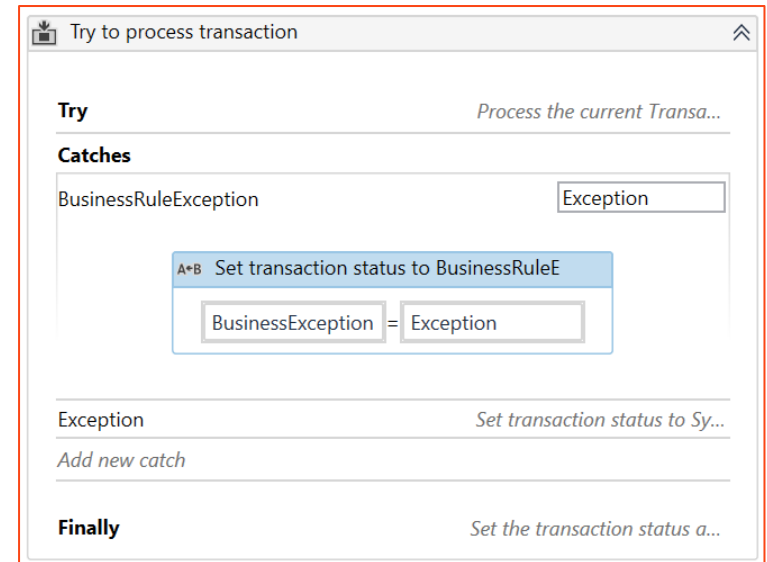 Try to process transaction
Try Process the current Transa...
Catches
BusinessRuleException Exception
A←B Set transaction status to BusinessRuleE
BusinessException = Exception
Exception Set transaction status to Sy...
Add new catch
Finally Set the transaction status a...